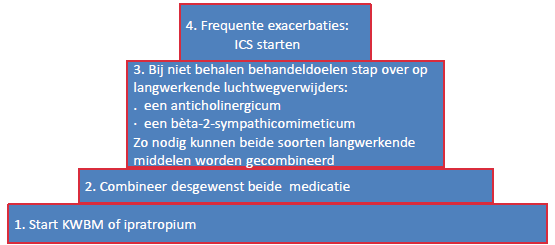 4. Frequente exacerbaties:
ICS starten
3. Bij niet behalen behandeldoelen stap over op
langwerkende luchtwegverwijders:
. een anticholinergicum
· een bèta-2-sympathicomimeticum
Zo nodig kunnen beide soorten langwerkende
middelen worden gecombineerd
2. Combineer desgewenst beide medicatie
1. Start KWBM of ipratropium